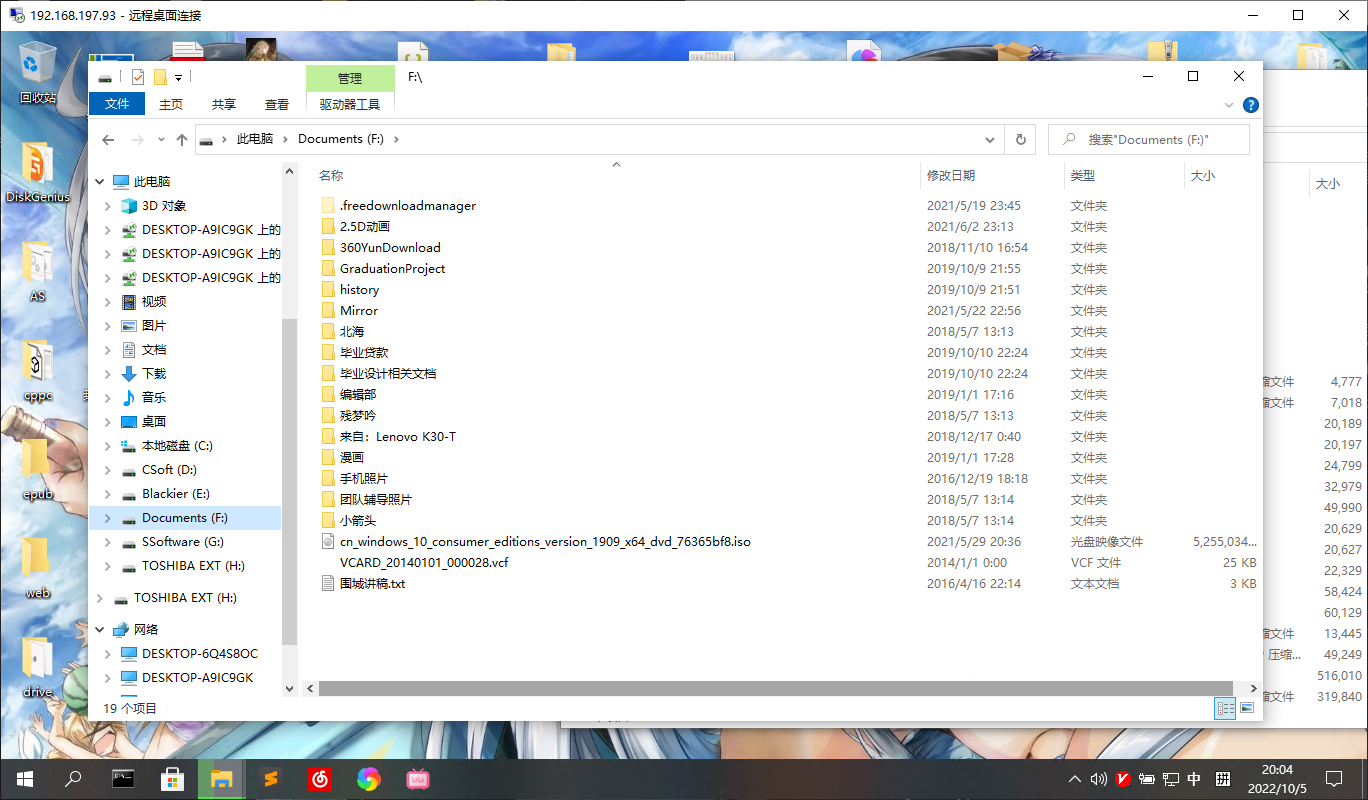 192.168.197.93 - 远程桌面连接
回收站
DiskGenius
AS
cppc
epub
web
drive
管理
F:\
文件
主页
共享
查看
驱动器工具
此电脑
Documents (F:)
搜索"Documents (F:)"
此电脑
3D 对象
DESKTOP-A9IC9GK 上的
DESKTOP-A9IC9GK 上的
DESKTOP-A9IC9GK 上的
视频
图片
文档
下载
音乐
桌面
本地磁盘 (C:)
CSoft (D:)
Blackier (E:)
Documents (F:)
SSoftware (G:)
TOSHIBA EXT (H:)
TOSHIBA EXT (H:)
网络
DESKTOP-6Q4S8OC
DESKTOP-A9IC9GK
名称 修改日期 类型 大小
.freedownloadmanager 2021/5/19 23:45 文件夹
2.5D动画 2021/6/2 23:13 文件夹
360YunDownload 2018/11/10 16:54 文件夹
GraduationProject 2019/10/9 21:55 文件夹
history 2019/10/9 21:51 文件夹
Mirror 2021/5/22 22:56 文件夹
北海 2018/5/7 13:13 文件夹
毕业贷款 2019/10/10 22:24 文件夹
毕业设计相关文档 2019/10/10 22:24 文件夹
编辑部 2019/1/1 17:16 文件夹
残梦吟 2018/5/7 13:13 文件夹
来自：Lenovo K30-T 2018/12/17 0:40 文件夹
漫画 2019/1/1 17:28 文件夹
手机照片 2016/12/19 18:18 文件夹
团队辅导照片 2018/5/7 13:14 文件夹
小箭头 2018/5/7 13:14 文件夹
cn_windows_10_consumer_editions_version_1909_x64_dvd_76365bf8.iso 2021/5/29 20:36 光盘映像文件 5,255,034...
VCARD_20140101_000028.vcf 2014/1/1 0:00 VCF 文件 25 KB
围城讲稿.txt 2016/4/16 22:14 文本文档 3 KB
19 个项目
大小
缩文件 4,777
缩文件 7,018
20,189
20,197
24,799
32,979
49,990
20,629
20,627
22,329
58,424
60,129
缩文件 13,445
压缩... 49,249
516,010
缩文件 319,840
中
拼
20:04
2022/10/5